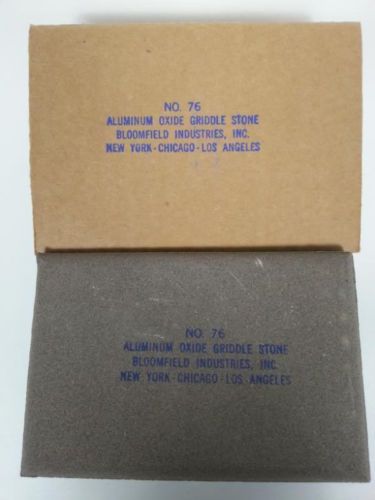 NO. 76
ALUMINUM OXIDE GRIDDLE STONE
BLOOMFIELD INDUSTRIES, INC.
NEW YORK-CHICAGO-LOS ANGELES
NO. 76
ALUMINUM OXIDE GRIDDLE STONE
BLOOMFIELD INDUSTRIES, INC.
NEW YORK-CHICAGO-LOS ANGELES